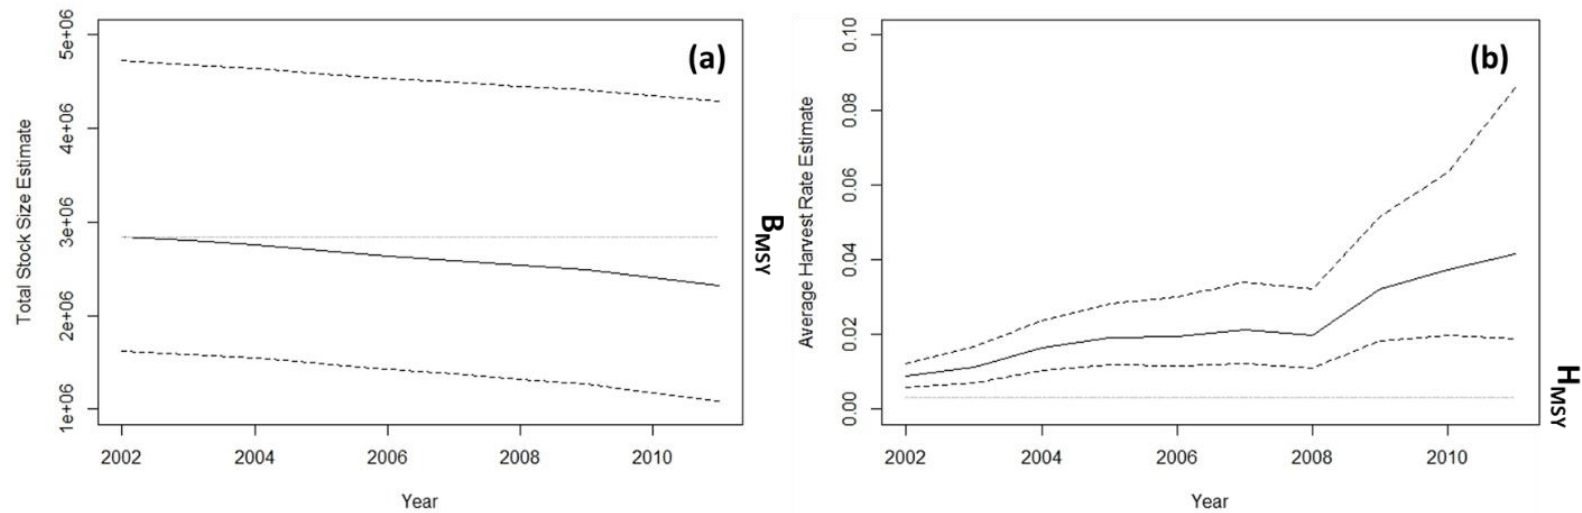 (a)
Total Stock Size Estimate
5e+06
4e+06
3e+06
2e+06
1e+06
2002 2004 2006 2008 2010
Year
BMSY
(b)
Average Harvest Rate Estimate
0.10
0.08
0.06
0.04
0.02
0.00
2002 2004 2006 2008 2010
Year
HMSY